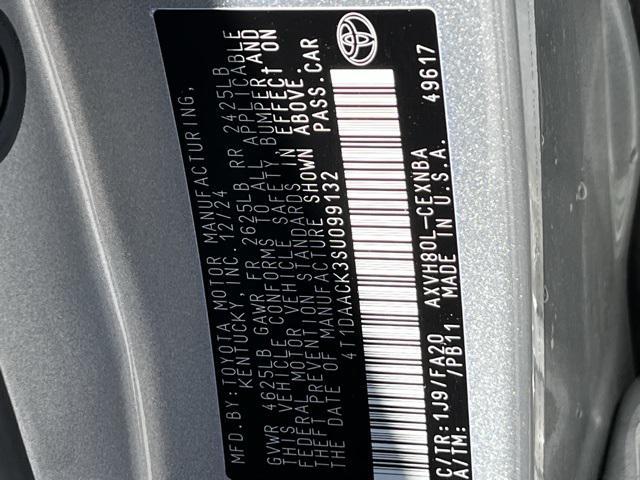 MFD. BY: TOYOTA MOTOR MANUFACTURING,
KENTUCKY, INC. 12/24
GVWR 4625LB GAWR FR 2625LB RR 2425LB
THIS VEHICLE CONFORMS TO ALL APPLICABLE
FEDERAL MOTOR VEHICLE SAFETY, BUMPER AND
THEFT PREVENTION STANDARDS IN EFFECT ON
THE DATE OF MANUFACTURE SHOWN ABOVE.
4T1DAACK3SU099132 PASS. CAR
C/TR: 1J9/FA20 AXVH80L-CEXNBA
A/TM: /PB11 MADE IN U.S.A. 49617